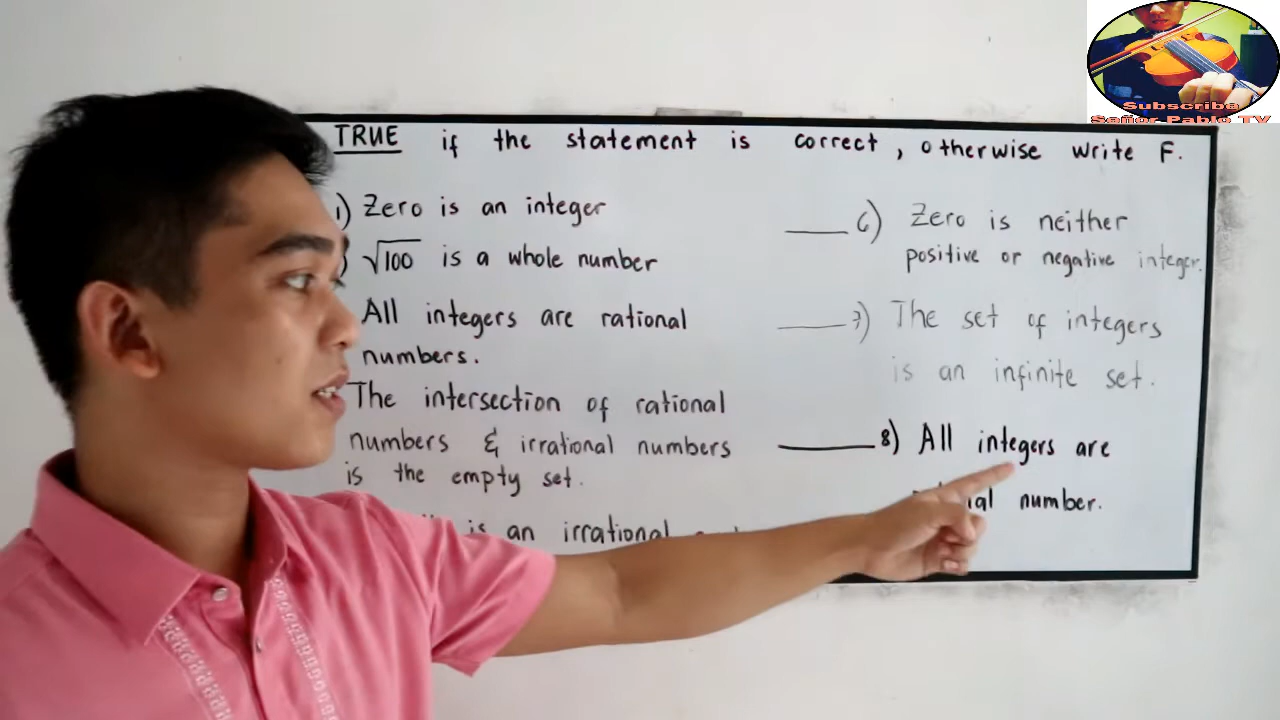 TRUE if the statement is correct, otherwise write F.
1) Zero is an integer
) √100 is a whole number
All integers are rational
numbers.
The intersection of rational
numbers & irrational numbers
is the empty set.
is an irrational
6) Zero is neither
positive or negative integer.
7) The set of integers
is an infinite set.
8) All integers are
number.
Subscribe
Señor Pablo TV